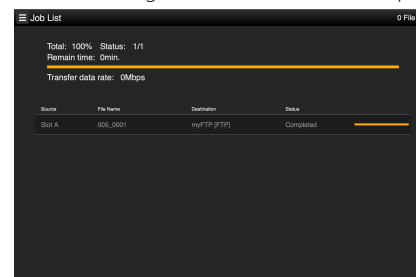 Job List 0 File
Total: 100% Status: 1/1
Remain time: 0min.
Transfer data rate: 0Mbps
Source File Name Destination Status
Slot A 005_0001 myFTP [FTP] Completed